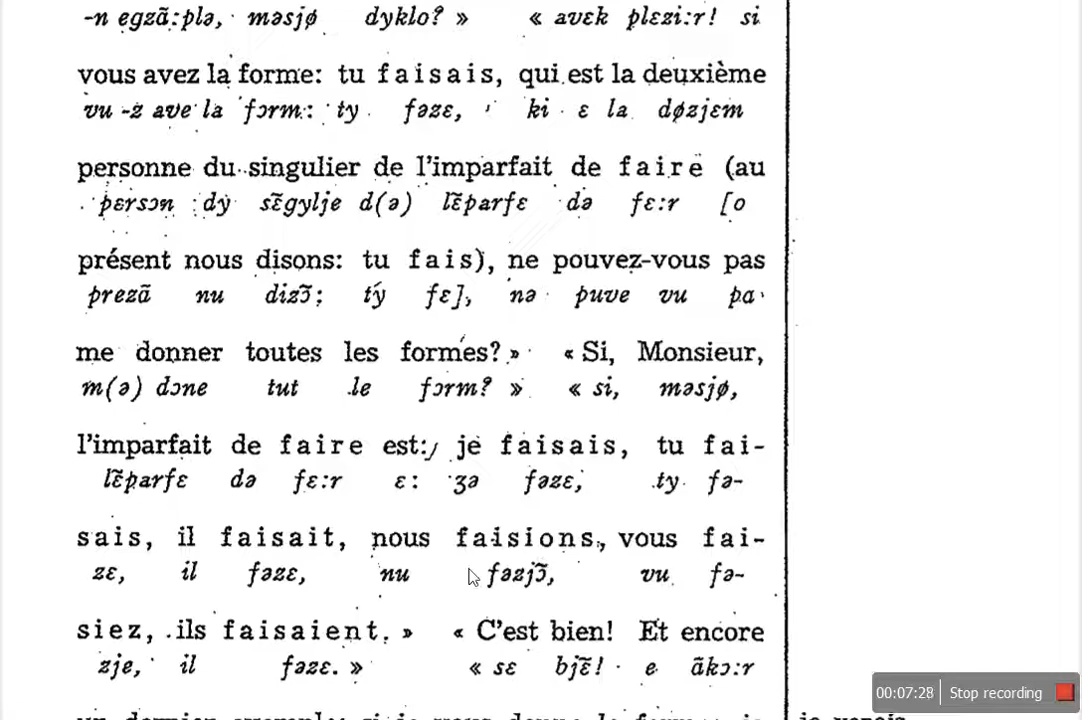 -n egzɑ̃:plə, məsjø dyklo? » « avɛk plɛzi:r! si
vous avez la forme: tu faisais, qui est la deuxième
vu -z ave la fɔrm: ty fəzɛ, ki ɛ la døzjɛm
personne du singulier de l’imparfait de faire (au
pɛrsɔn dy sɛ̃gylje d(ə) lɛ̃parfɛ də fɛ:r [o
présent nous disons: tu fais), ne pouvez-vous pas
prezɑ̃ nu dizɔ̃: ty fɛ], nə puve vu pɑ
me donner toutes les formes? » « Si, Monsieur,
m(ə) dɔne tut le fɔrm? » « si, məsjø,
l’imparfait de faire est: je faisais, tu fai-
lɛ̃parfɛ də fɛ:r ɛ: ʒə fəzɛ, ty fə-
sais, il faisait, nous faisions, vous fai-
zɛ, il fəzɛ, nu fəzjɔ̃, vu fə-
siez, ils faisaient. » « C’est bien! Et encore
zje, il fəzɛ. » « sɛ bjɛ̃! e ɑ̃kɔ:r
je venais
00:07:28 Stop recording